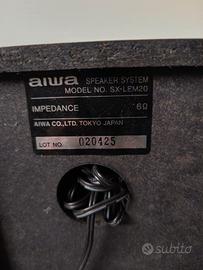 aiwa SPEAKER SYSTEM
MODEL NO. SX-LEM20
IMPEDANCE 6Ω
AIWA CO.,LTD. TOKYO JAPAN
LOT NO. 020425
subito